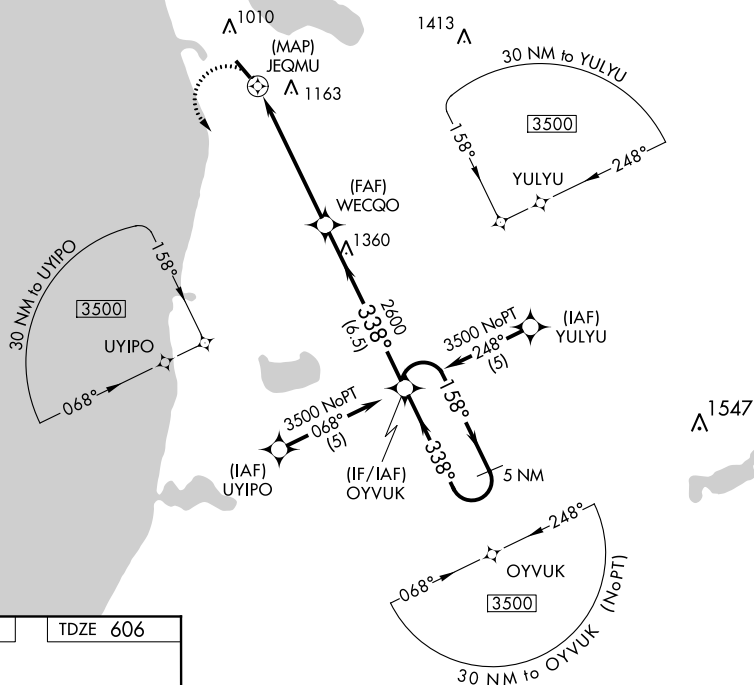 1010
(MAP)
JEQMU
1163
1413
30 NM to YULYU
3500
158°
248°
YULYU
(FAF)
WECQO
1360
30 NM to UYIPO
158°
3500
UYIPO
068°
2600
338°
(6.5)
3500 NoPT
248°
(5)
(IAF)
YULYU
3500 NoPT
068°
(5)
(IAF)
UYIPO
(IF/IAF)
OYVUK
158°
338°
5 NM
1547
248°
068°
OYVUK
3500
30 NM to OYVUK (NoPT)
TDZE 606